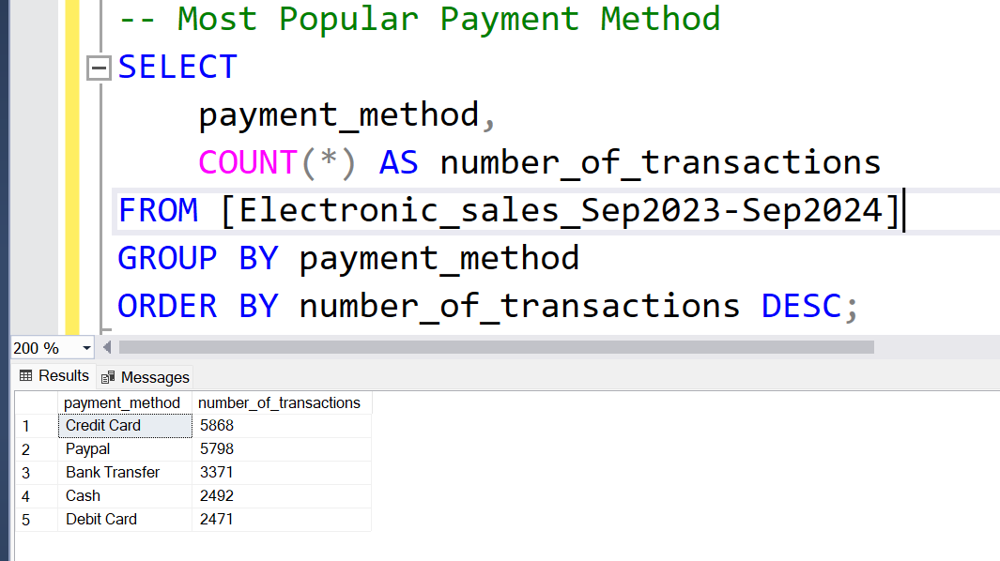 -- Most Popular Payment Method
SELECT
payment_method,
COUNT(*) AS number_of_transactions
FROM [Electronic_sales_Sep2023-Sep2024]
GROUP BY payment_method
ORDER BY number_of_transactions DESC;
200 %
Results Messages
payment_method number_of_transactions
1 Credit Card 5868
2 Paypal 5798
3 Bank Transfer 3371
4 Cash 2492
5 Debit Card 2471